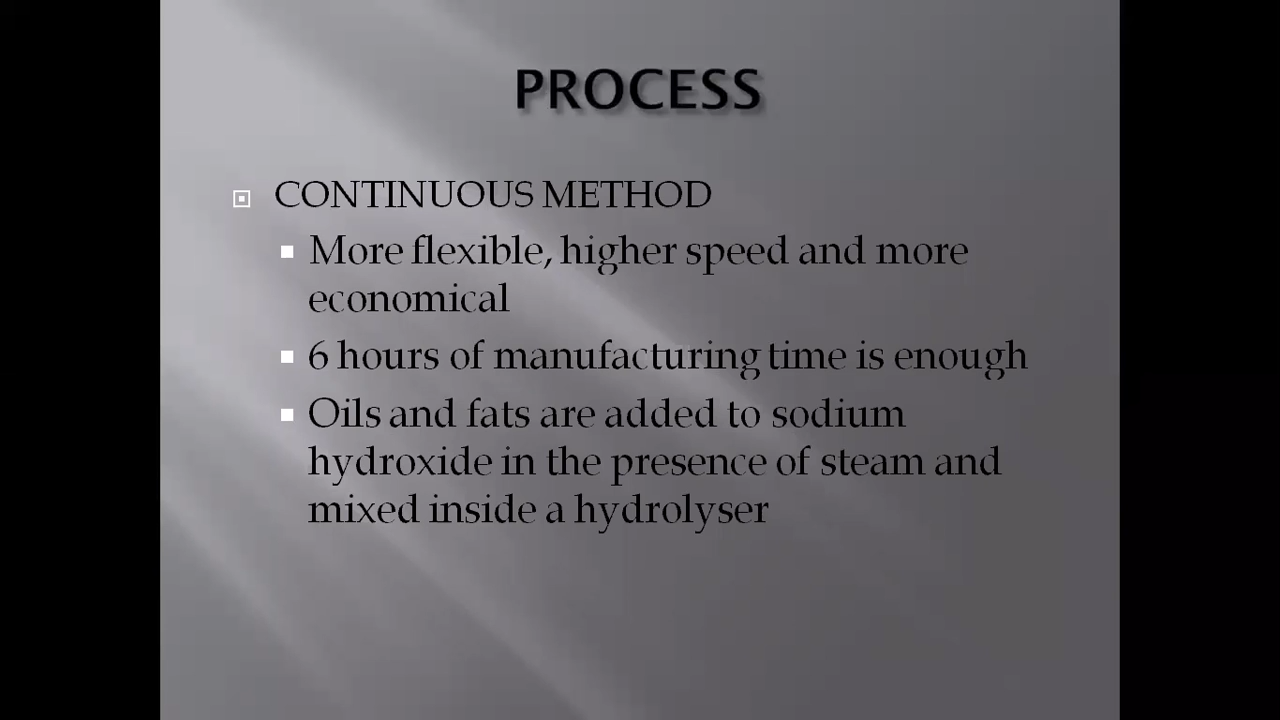 PROCESS
CONTINUOUS METHOD
More flexible, higher speed and more
economical
6 hours of manufacturing time is enough
Oils and fats are added to sodium
hydroxide in the presence of steam and
mixed inside a hydrolyser